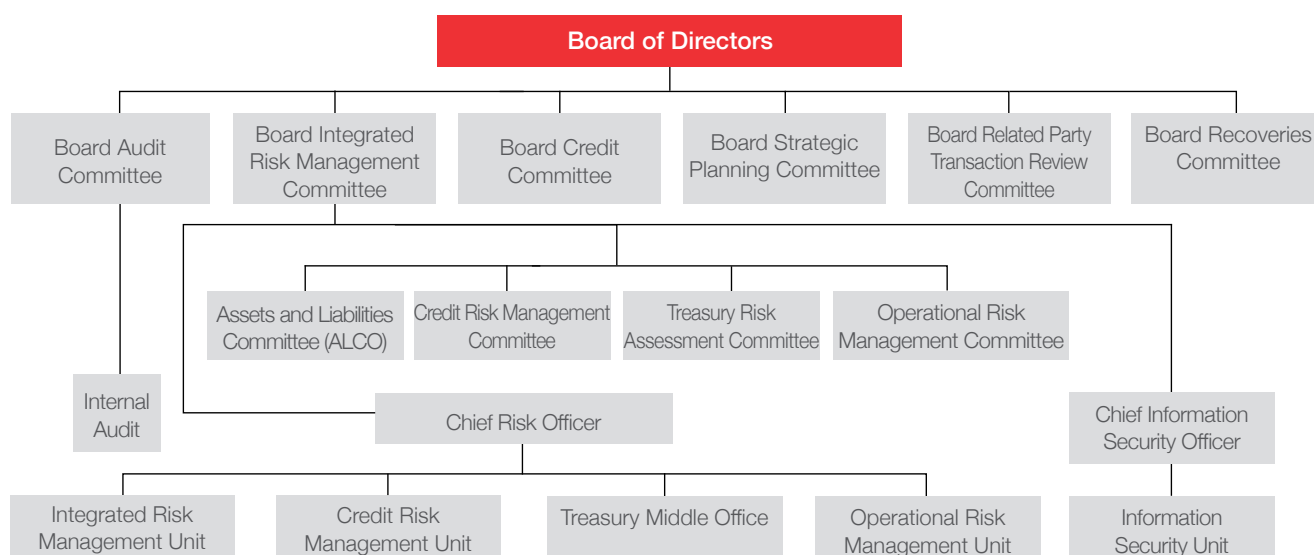 Board of Directors
Board Audit
Committee
Board Integrated
Risk Management
Committee
Board Credit
Committee
Board Strategic
Planning Committee
Board Related Party
Transaction Review
Committee
Board Recoveries
Committee
Assets and Liabilities
Committee (ALCO)
Credit Risk Management
Committee
Treasury Risk
Assessment Committee
Operational Risk
Management Committee
Internal
Audit
Chief Risk Officer
Chief Information
Security Officer
Integrated Risk
Management Unit
Credit Risk
Management Unit
Treasury Middle Office
Operational Risk
Management Unit
Information
Security Unit